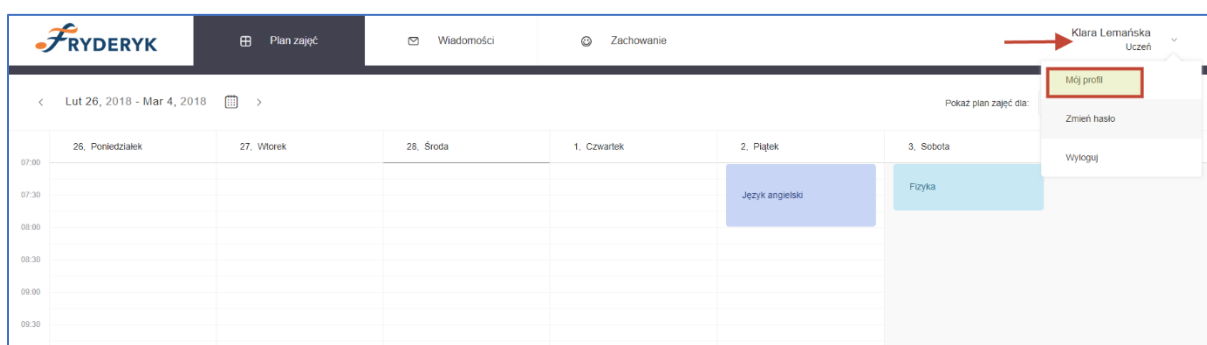 FRYDERYK
Plan zajęć
Wiadomości
Zachowanie
Klara Lemańska
Uczeń
Mój profil
Zmień hasło
Wyloguj
Lut 26, 2018 - Mar 4, 2018
Pokaż plan zajęć dla:
26, Poniedziałek
27, Wtorek
28, Środa
1, Czwartek
2, Piątek
3, Sobota
07:00
07:30
Język angielski
Fizyka
08:00
08:30
09:00
09:30